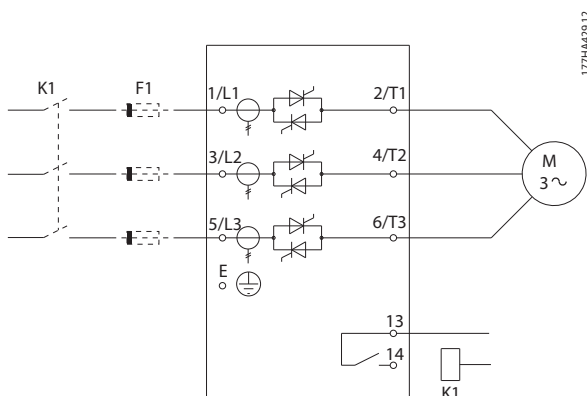 177HA429.12
K1
F1
1/L1
2/T1
3/L2
4/T2
M
3~
5/L3
6/T3
E
13
14
K1